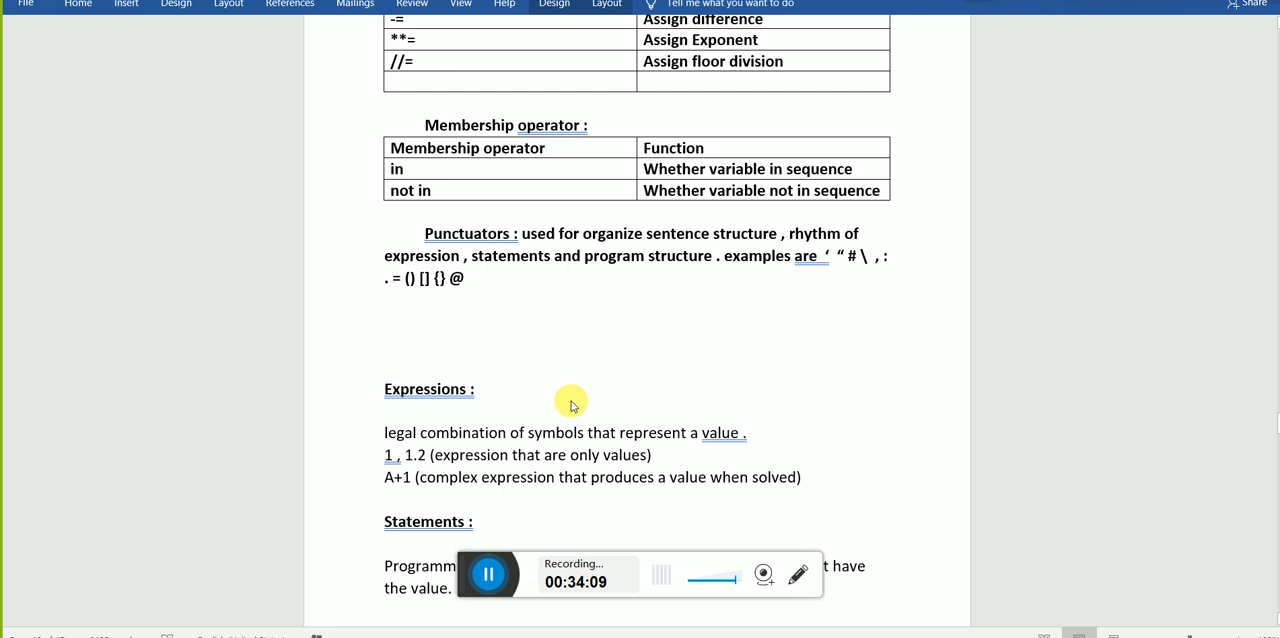 File Home Insert Design Layout References Mailings Review View Help Design Layout Tell me what you want to do Share
-= Assign difference
**= Assign Exponent
//= Assign floor division
Membership operator :
Membership operator Function
in Whether variable in sequence
not in Whether variable not in sequence
Punctuators : used for organize sentence structure , rhythm of
expression , statements and program structure . examples are ‘ “ # \ , :
. = () [] {} @
Expressions :
legal combination of symbols that represent a value .
1 , 1.2 (expression that are only values)
A+1 (complex expression that produces a value when solved)
Statements :
Recording...
00:34:09
have
the value.